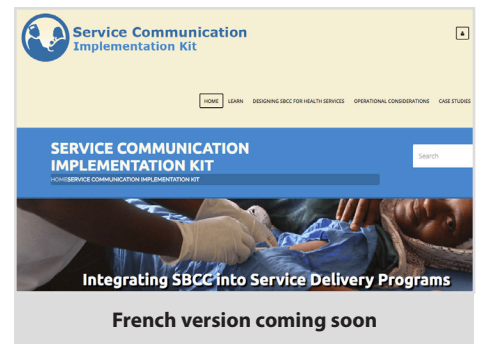 Service Communication
Implementation Kit
HOME LEARN DESIGNING SBCC FOR HEALTH SERVICES OPERATIONAL CONSIDERATIONS CASE STUDIES
SERVICE COMMUNICATION
IMPLEMENTATION KIT
Search
HOMESERVICE COMMUNICATION IMPLEMENTATION KIT
Integrating SBCC into Service Delivery Programs
French version coming soon